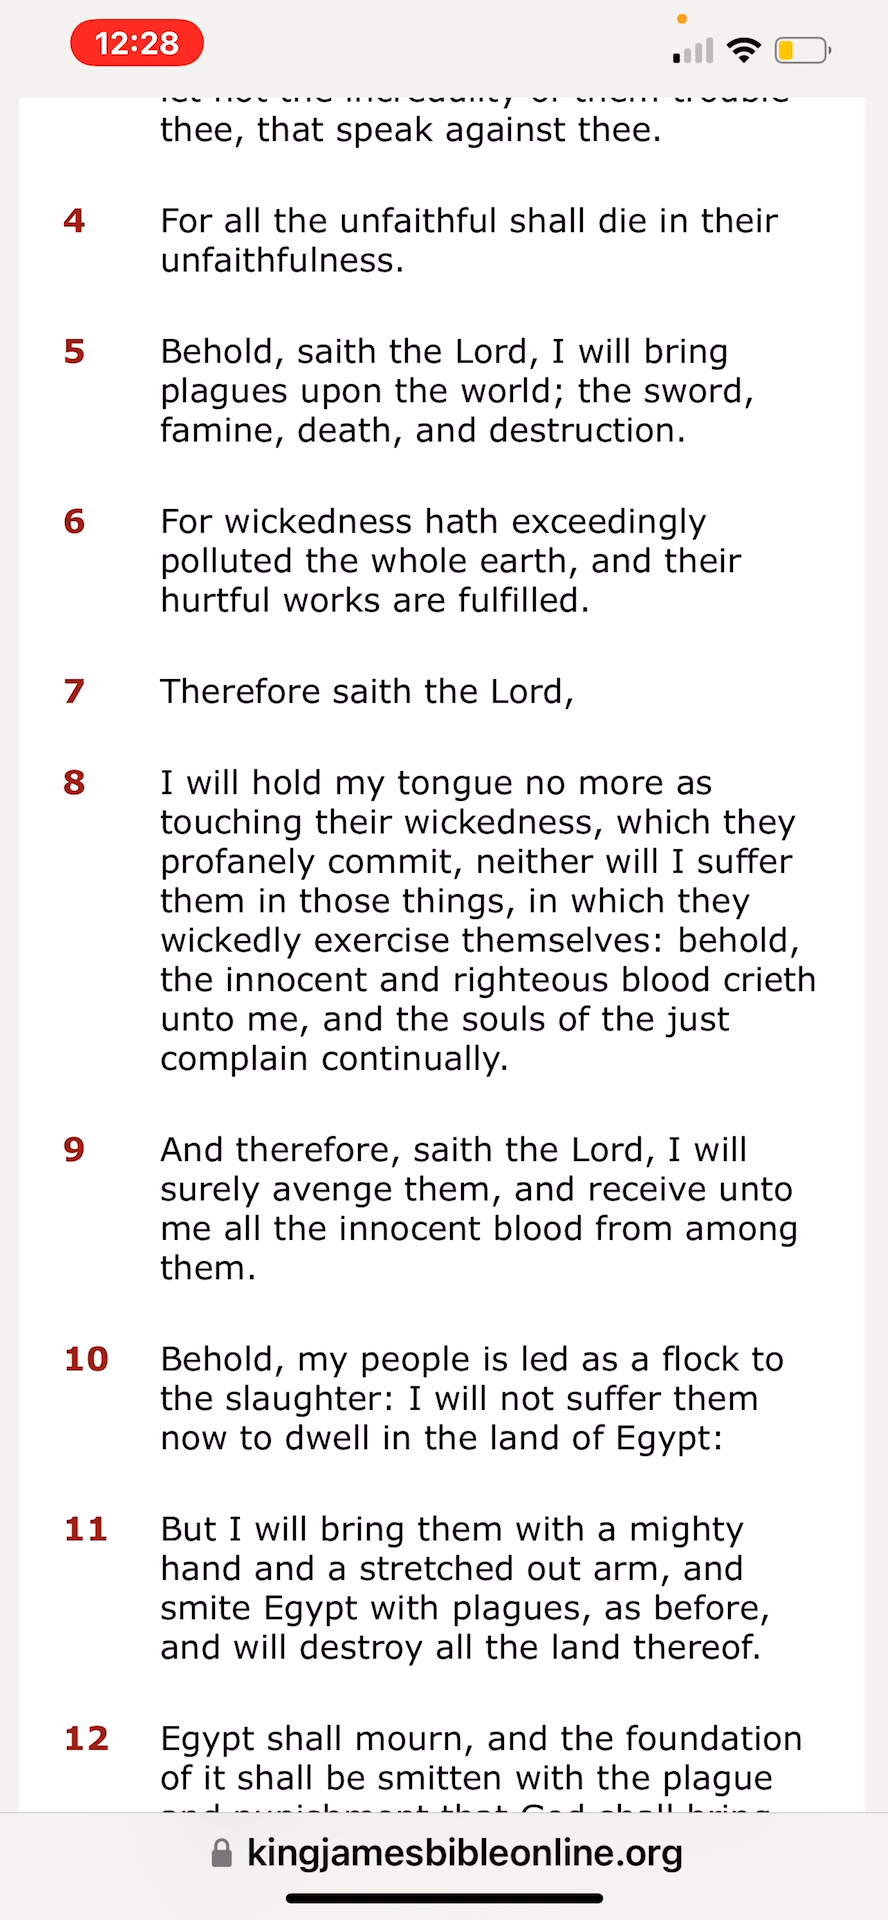 12:28
thee, that speak against thee.
4 For all the unfaithful shall die in their
unfaithfulness.
5 Behold, saith the Lord, I will bring
plagues upon the world; the sword,
famine, death, and destruction.
6 For wickedness hath exceedingly
polluted the whole earth, and their
hurtful works are fulfilled.
7 Therefore saith the Lord,
8 I will hold my tongue no more as
touching their wickedness, which they
profanely commit, neither will I suffer
them in those things, in which they
wickedly exercise themselves: behold,
the innocent and righteous blood crieth
unto me, and the souls of the just
complain continually.
9 And therefore, saith the Lord, I will
surely avenge them, and receive unto
me all the innocent blood from among
them.
10 Behold, my people is led as a flock to
the slaughter: I will not suffer them
now to dwell in the land of Egypt:
11 But I will bring them with a mighty
hand and a stretched out arm, and
smite Egypt with plagues, as before,
and will destroy all the land thereof.
12 Egypt shall mourn, and the foundation
of it shall be smitten with the plague
and punishment that God shall bring
kingjamesbibleonline.org